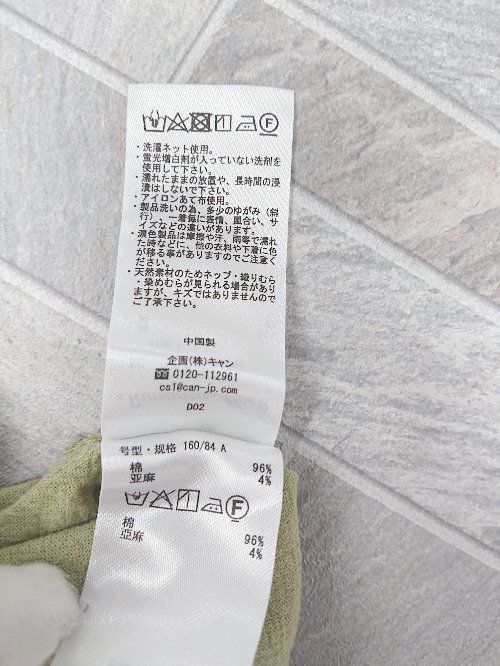 ・洗濯ネット使用。
・蛍光増白剤が入っていない洗剤を
使用して下さい。
・濡れたままの放置や、長時間の浸
漬はしないで下さい。
・アイロンあて布使用。
・製品洗いの為、多少のゆがみ（斜
行）、一着毎に表情、風合い、サ
イズなどの違いがあります。
・濃色製品は摩擦や汗、雨等で濡れ
た時などに、他の衣料や下着に色
が移る事がありますのでご注意く
ださい。
・天然素材のためネップ・織りむら
・染めむらが見られる場合があり
ますが、キズではありませんので
ご了承下さい。
中国製
企画(株)キャン
☎0120-112961
cs1@can-jp.com
D02
号型・规格 160/84 A
棉 96%
亚麻 4%
F
綿 96%
亞麻 4%